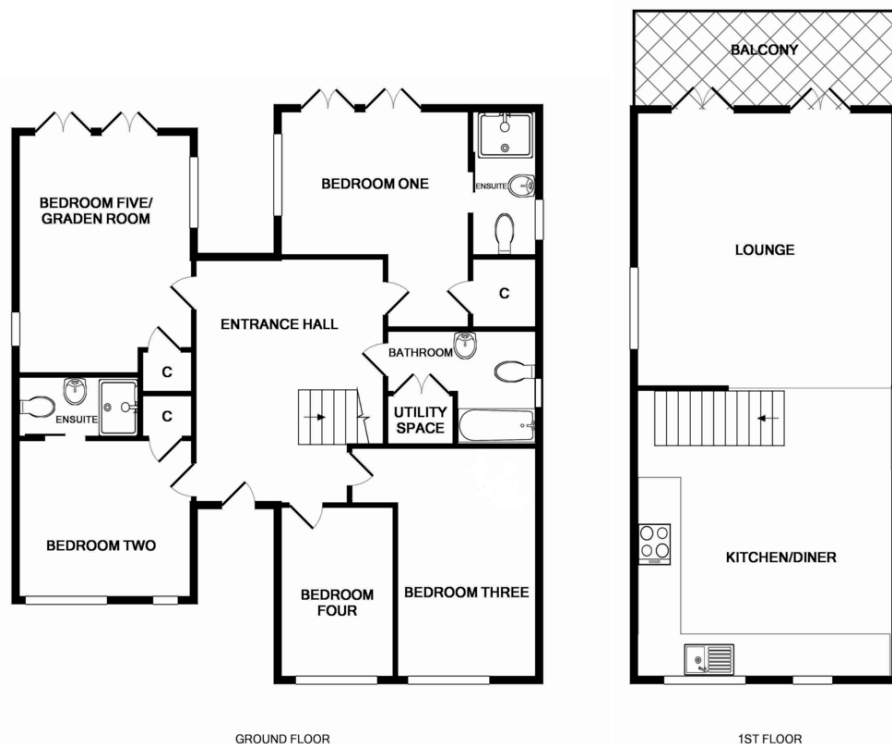 BALCONY
BEDROOM ONE
ENSUITE
BEDROOM FIVE/
GRADEN ROOM
LOUNGE
C
ENTRANCE HALL
BATHROOM
C
C
UTILITY
SPACE
ENSUITE
BEDROOM TWO
BEDROOM
FOUR
BEDROOM THREE
KITCHEN/DINER
GROUND FLOOR
1ST FLOOR